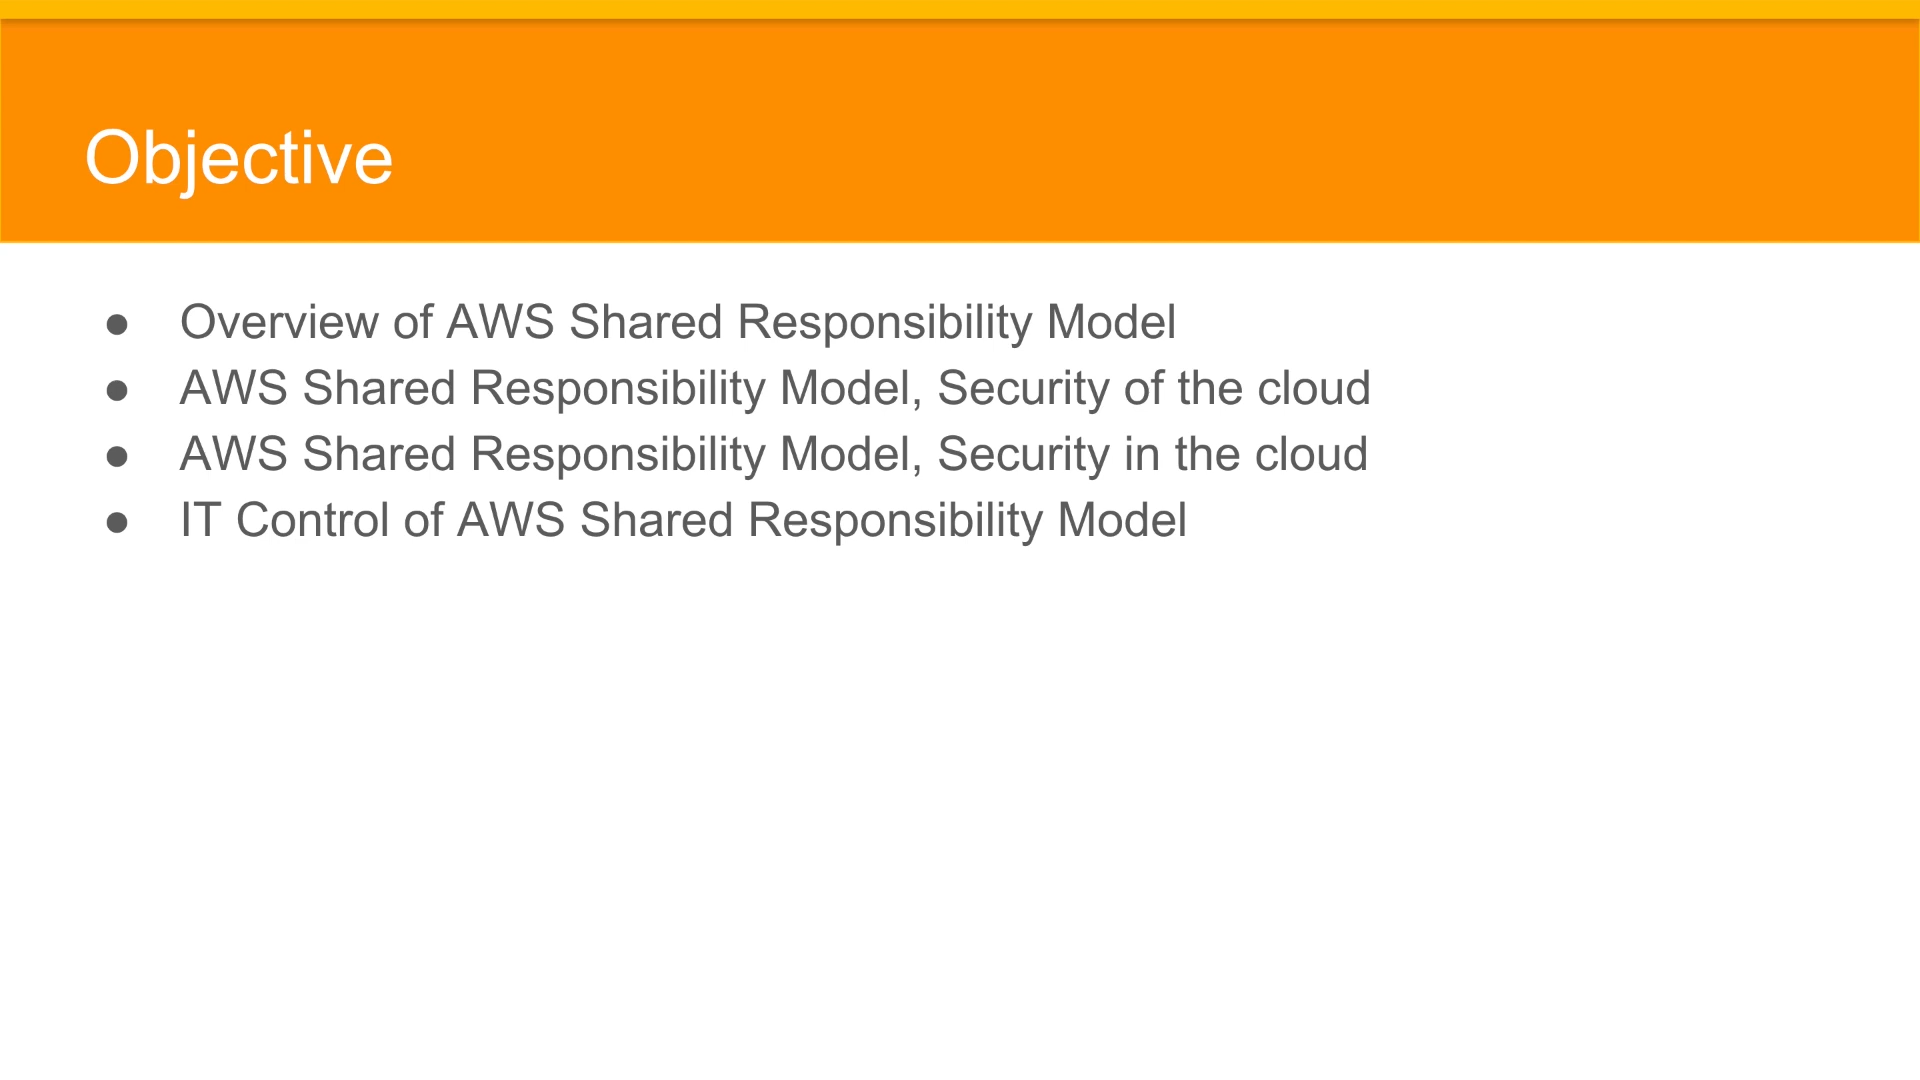 Objective
● Overview of AWS Shared Responsibility Model
● AWS Shared Responsibility Model, Security of the cloud
● AWS Shared Responsibility Model, Security in the cloud
● IT Control of AWS Shared Responsibility Model